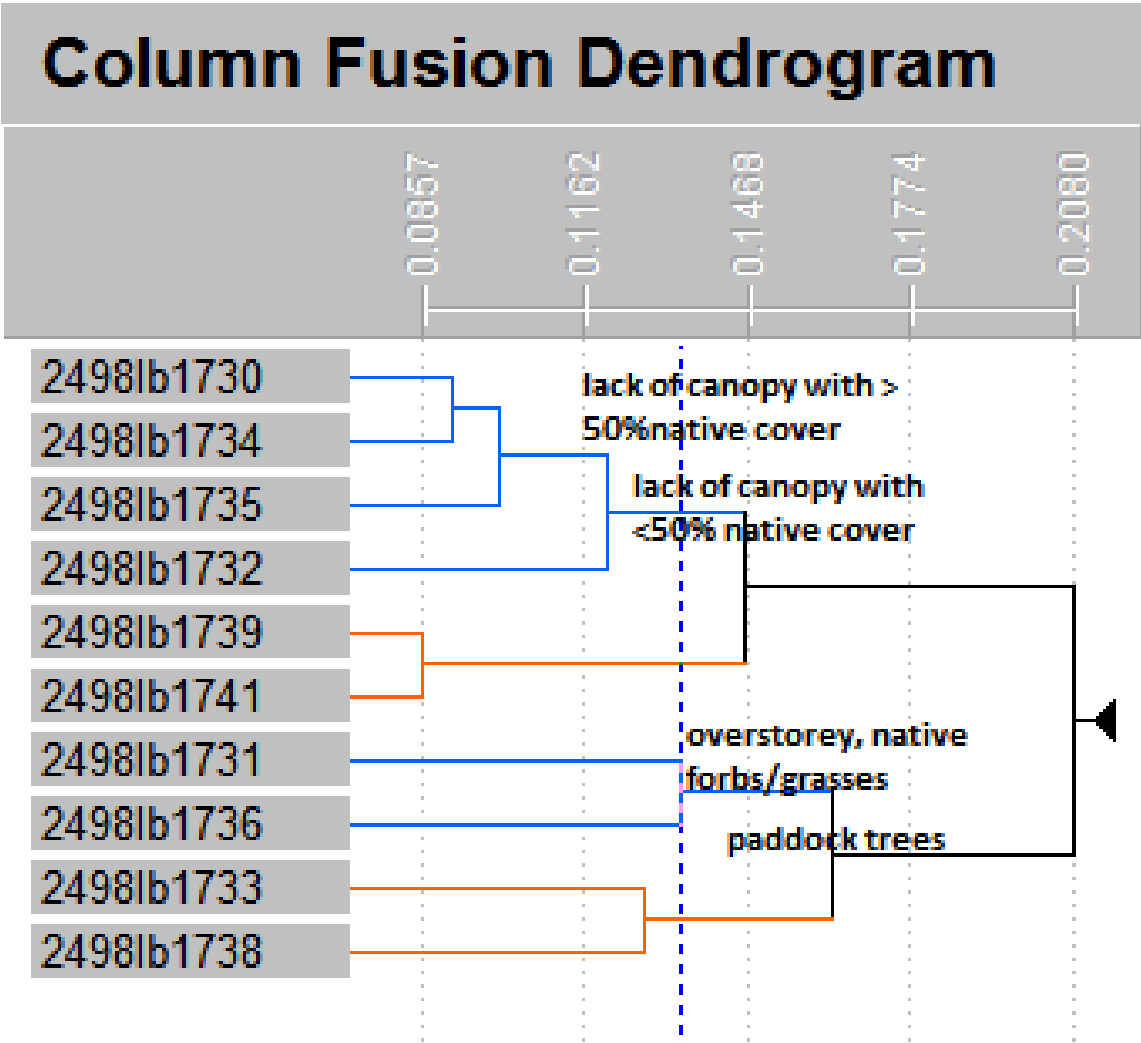 Column Fusion Dendrogram
0.0857
0.1162
0.1468
0.1774
0.2080
2498lb1730
lack of canopy with >
50%native cover
2498lb1734
2498lb1735
lack of canopy with
<50% native cover
2498lb1732
2498lb1739
2498lb1741
2498lb1731
overstorey, native
forbs/grasses
2498lb1736
paddock trees
2498lb1733
2498lb1738